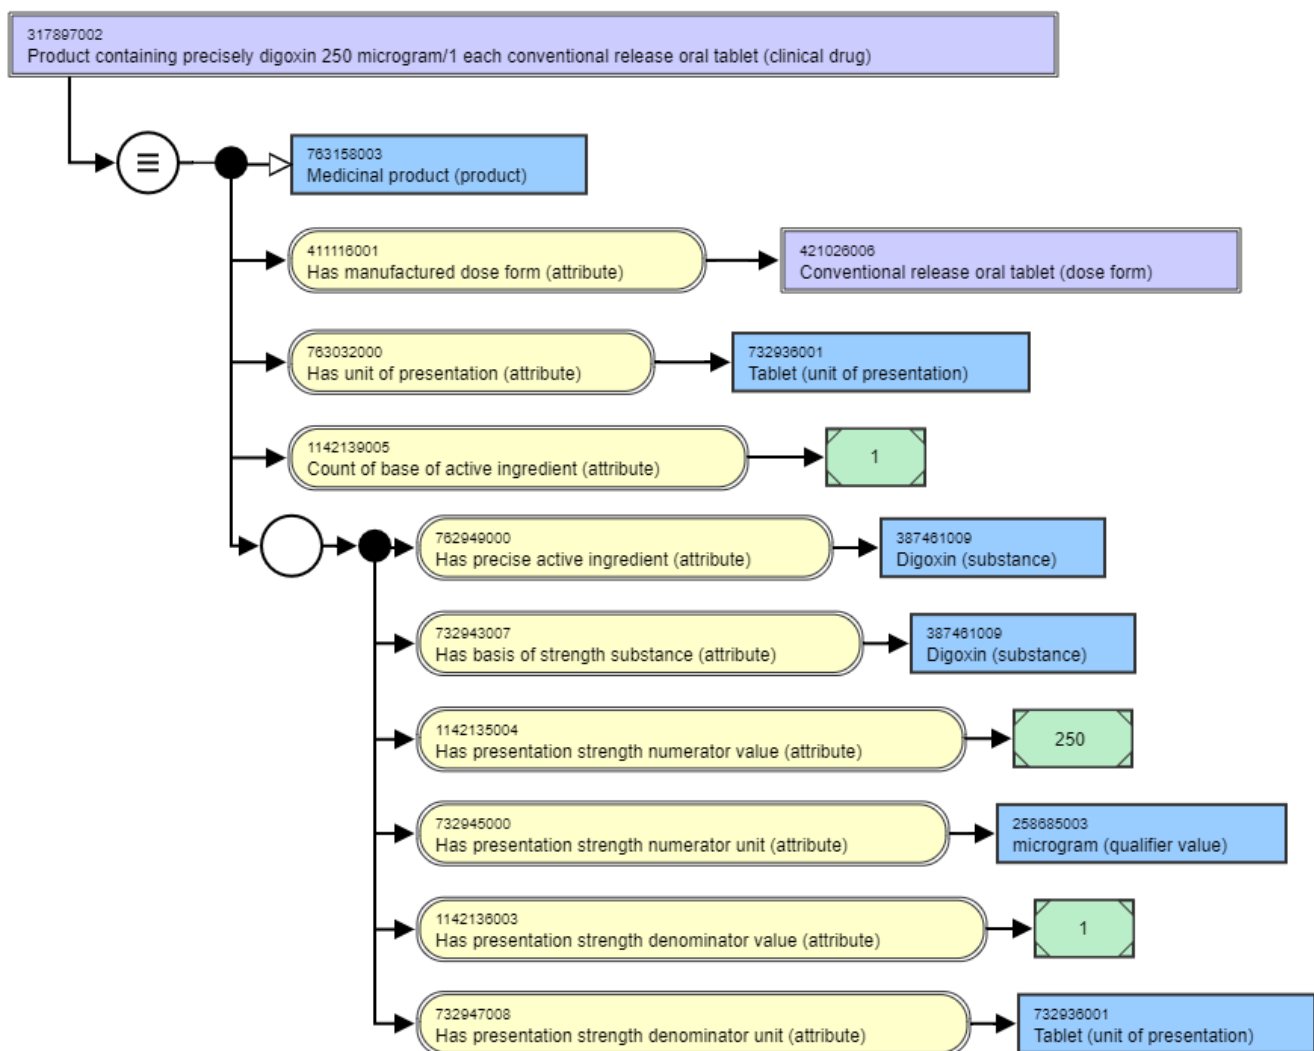 317897002
Product containing precisely digoxin 250 microgram/1 each conventional release oral tablet (clinical drug)
763158003
Medicinal product (product)
411116001
Has manufactured dose form (attribute)
421026006
Conventional release oral tablet (dose form)
763032000
Has unit of presentation (attribute)
732936001
Tablet (unit of presentation)
1142139005
Count of base of active ingredient (attribute)
1
762949000
Has precise active ingredient (attribute)
387461009
Digoxin (substance)
732943007
Has basis of strength substance (attribute)
387461009
Digoxin (substance)
1142135004
Has presentation strength numerator value (attribute)
250
732945000
Has presentation strength numerator unit (attribute)
258685003
microgram (qualifier value)
1142136003
Has presentation strength denominator value (attribute)
1
732947008
Has presentation strength denominator unit (attribute)
732936001
Tablet (unit of presentation)